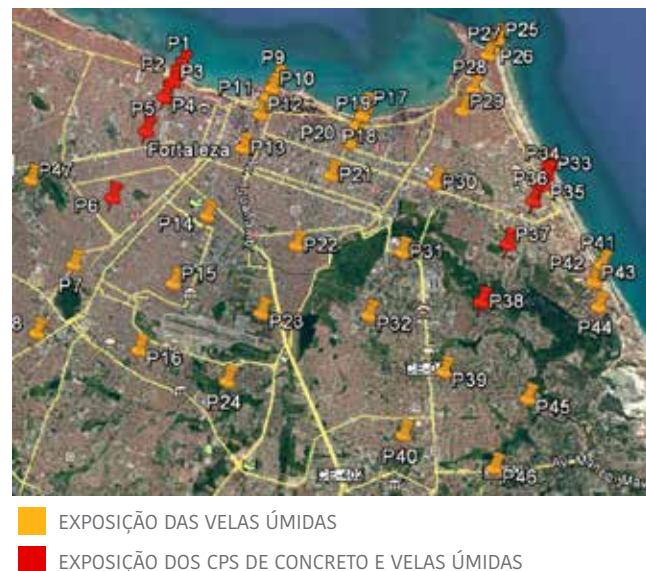 P1
P2
P3
P4
P5
P6
P9
P10
P11
P12
P13
P17
P19
P18
P20
P21
P25
P27
P26
P28
P29
P30
P33
P34
P35
P36
P37
P38
Fortaleza
P47
P14
P22
P31
P41
P42
P43
P44
P7
P15
P23
P32
8
P16
P24
P39
P40
P45
P46
CE-403
EXPOSIÇÃO DAS VELAS ÚMIDAS
EXPOSIÇÃO DOS CPS DE CONCRETO E VELAS ÚMIDAS